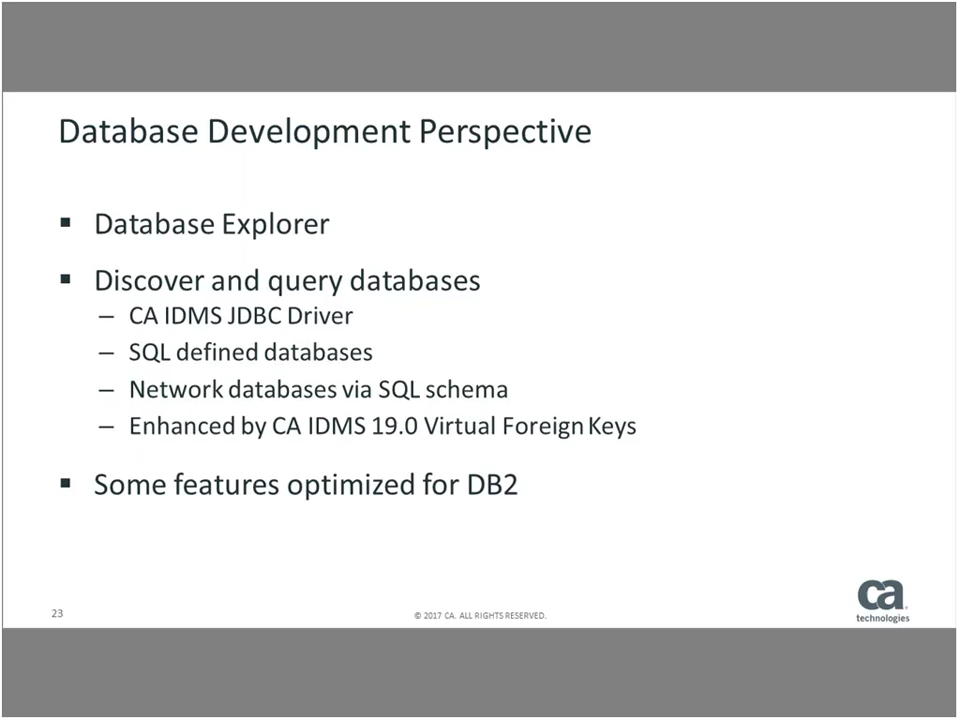 Database Development Perspective
▪ Database Explorer
▪ Discover and query databases
– CA IDMS JDBC Driver
– SQL defined databases
– Network databases via SQL schema
– Enhanced by CA IDMS 19.0 Virtual Foreign Keys
▪ Some features optimized for DB2
23
© 2017 CA. ALL RIGHTS RESERVED.
ca
technologies